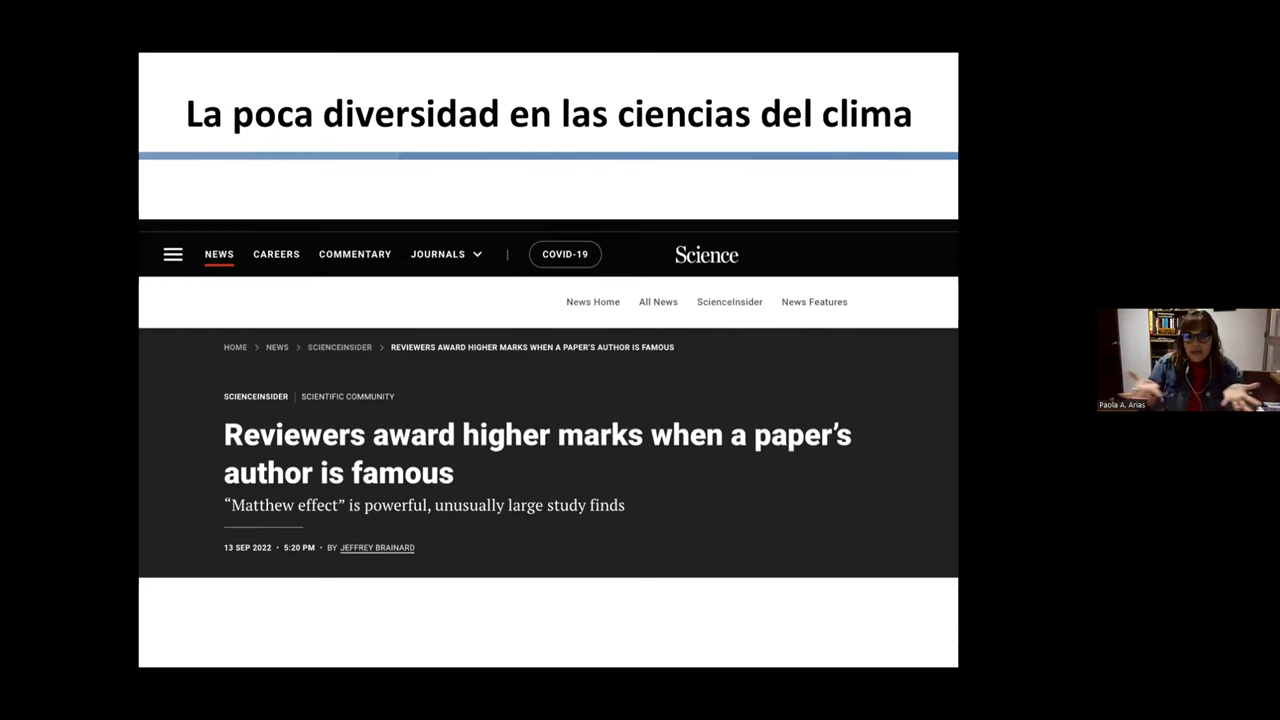 La poca diversidad en las ciencias del clima
NEWS CAREERS COMMENTARY JOURNALS | COVID-19 Science
News Home All News ScienceInsider News Features
HOME > NEWS > SCIENCEINSIDER > REVIEWERS AWARD HIGHER MARKS WHEN A PAPER'S AUTHOR IS FAMOUS
SCIENCEINSIDER | SCIENTIFIC COMMUNITY
Reviewers award higher marks when a paper’s
author is famous
“Matthew effect” is powerful, unusually large study finds
13 SEP 2022 • 5:20 PM • BY JEFFREY BRAINARD
Paola A. Arias